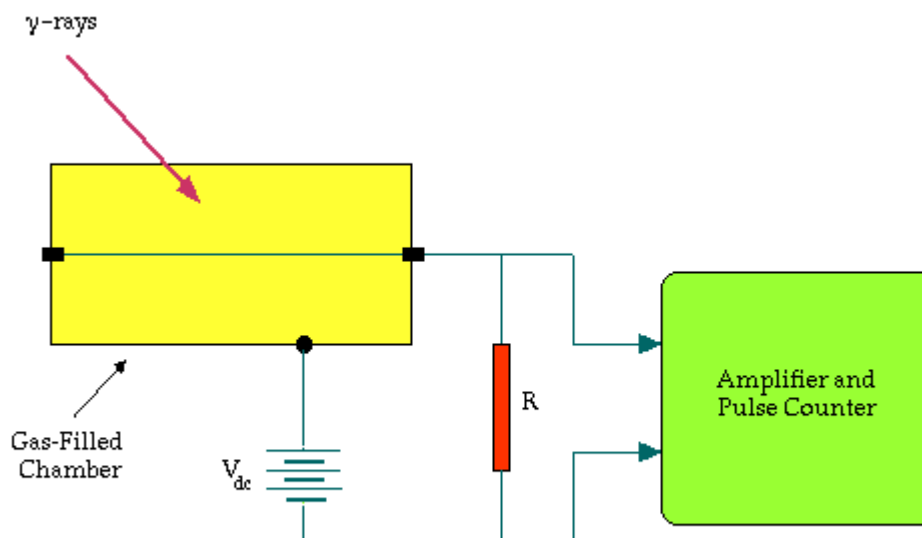 γ-rays
Gas-Filled
Chamber
V_dc
R
Amplifier and
Pulse Counter